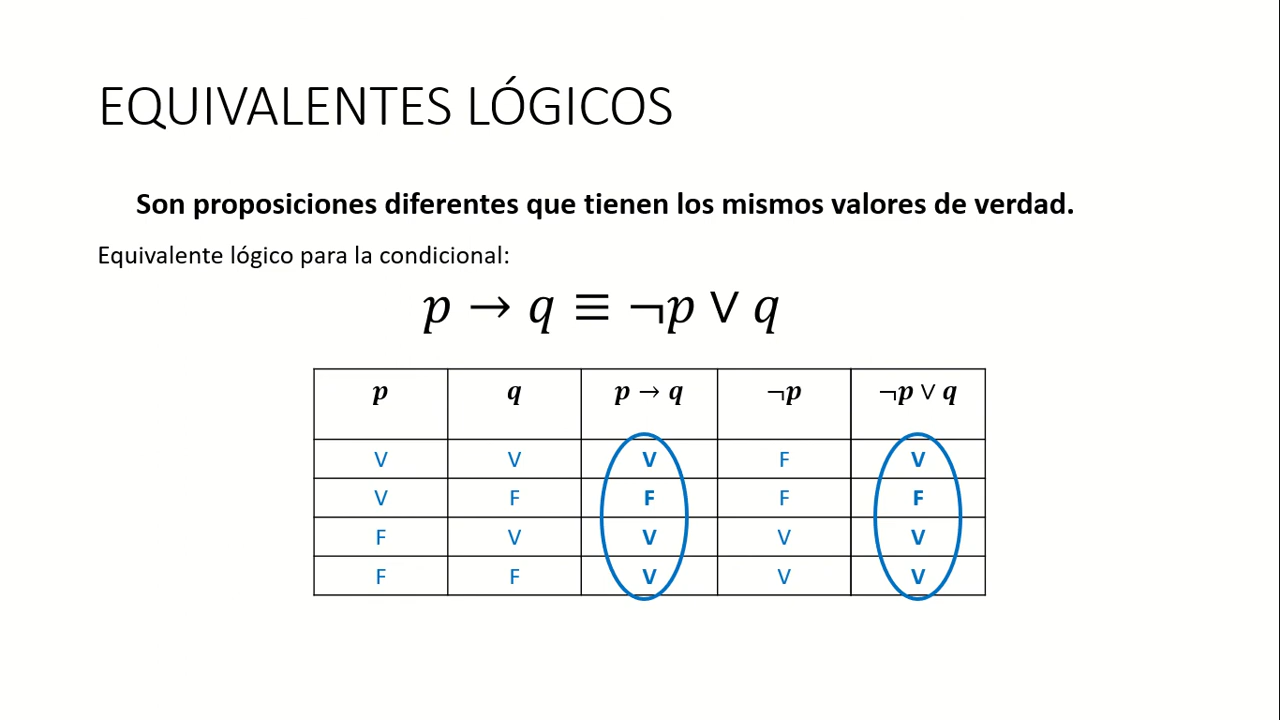 EQUIVALENTES LÓGICOS
Son proposiciones diferentes que tienen los mismos valores de verdad.
Equivalente lógico para la condicional:
p → q ≡ ¬p ∨ q
p q p → q ¬p ¬p ∨ q
V V V F V
V F F F F
F V V V V
F F V V V